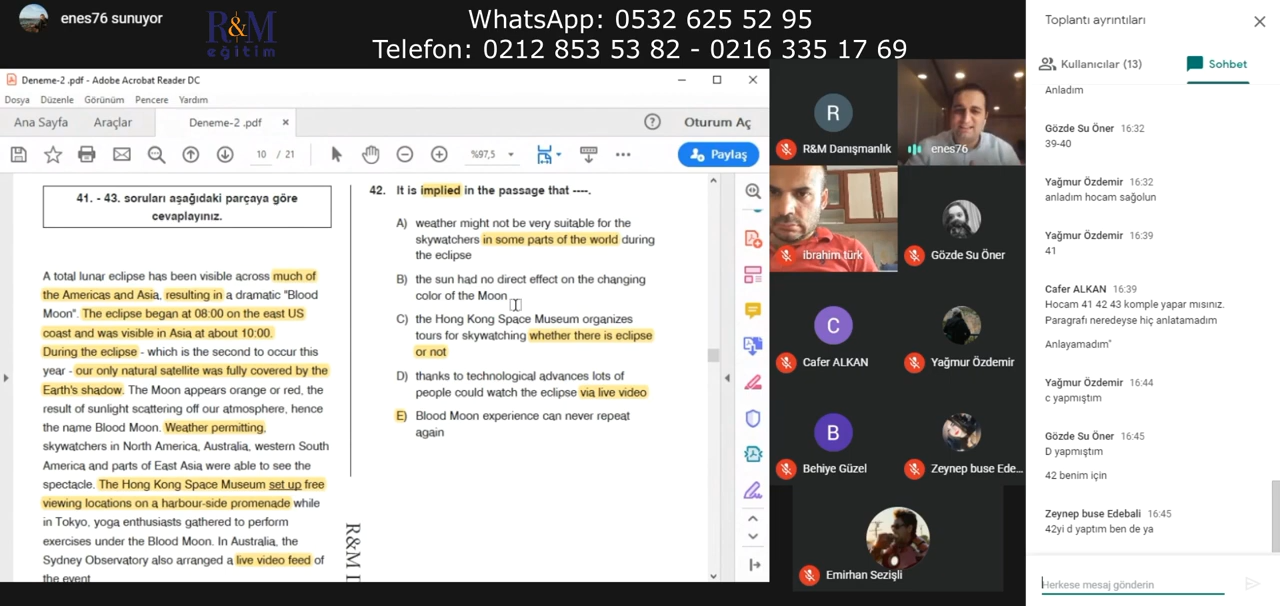 enes76 sunuyor
R&M
eğitim
WhatsApp: 0532 625 52 95
Telefon: 0212 853 53 82 - 0216 335 17 69
Deneme-2 .pdf - Adobe Acrobat Reader DC
Dosya Düzenle Görünüm Pencere Yardım
Ana Sayfa Araçlar Deneme-2 .pdf × Oturum Aç
10 / 21 %97,5 Paylaş
41. - 43. soruları aşağıdaki parçaya göre
cevaplayınız.
A total lunar eclipse has been visible across much of
the Americas and Asia, resulting in a dramatic "Blood
Moon". The eclipse began at 08:00 on the east US
coast and was visible in Asia at about 10:00.
During the eclipse - which is the second to occur this
year - our only natural satellite was fully covered by the
Earth's shadow. The Moon appears orange or red, the
result of sunlight scattering off our atmosphere, hence
the name Blood Moon. Weather permitting,
skywatchers in North America, Australia, western South
America and parts of East Asia were able to see the
spectacle. The Hong Kong Space Museum set up free
viewing locations on a harbour-side promenade while
in Tokyo, yoga enthusiasts gathered to perform
exercises under the Blood Moon. In Australia, the
Sydney Observatory also arranged a live video feed of
the event
R&M
42. It is implied in the passage that ----.
A) weather might not be very suitable for the
skywatchers in some parts of the world during
the eclipse
B) the sun had no direct effect on the changing
color of the Moon
C) the Hong Kong Space Museum organizes
tours for skywatching whether there is eclipse
or not
D) thanks to technological advances lots of
people could watch the eclipse via live video
E) Blood Moon experience can never repeat
again
R
R&M Danışmanlık
enes76
ibrahim türk
Gözde Su Öner
C
Cafer ALKAN
Yağmur Özdemir
B
Behiye Güzel
Zeynep buse Ede...
Emirhan Sezişli
Toplantı ayrıntıları
Kullanıcılar (13) Sohbet
Anladım
Gözde Su Öner 16:32
39-40
Yağmur Özdemir 16:32
anladım hocam sağolun
Yağmur Özdemir 16:39
41
Cafer ALKAN 16:39
Hocam 41 42 43 komple yapar mısınız.
Paragrafı neredeyse hiç anlatamadım
Anlayamadım"
Yağmur Özdemir 16:44
c yapmıştım
Gözde Su Öner 16:45
D yapmıştım
42 benim için
Zeynep buse Edebali 16:45
42yi d yaptım ben de ya
Herkese mesaj gönderin